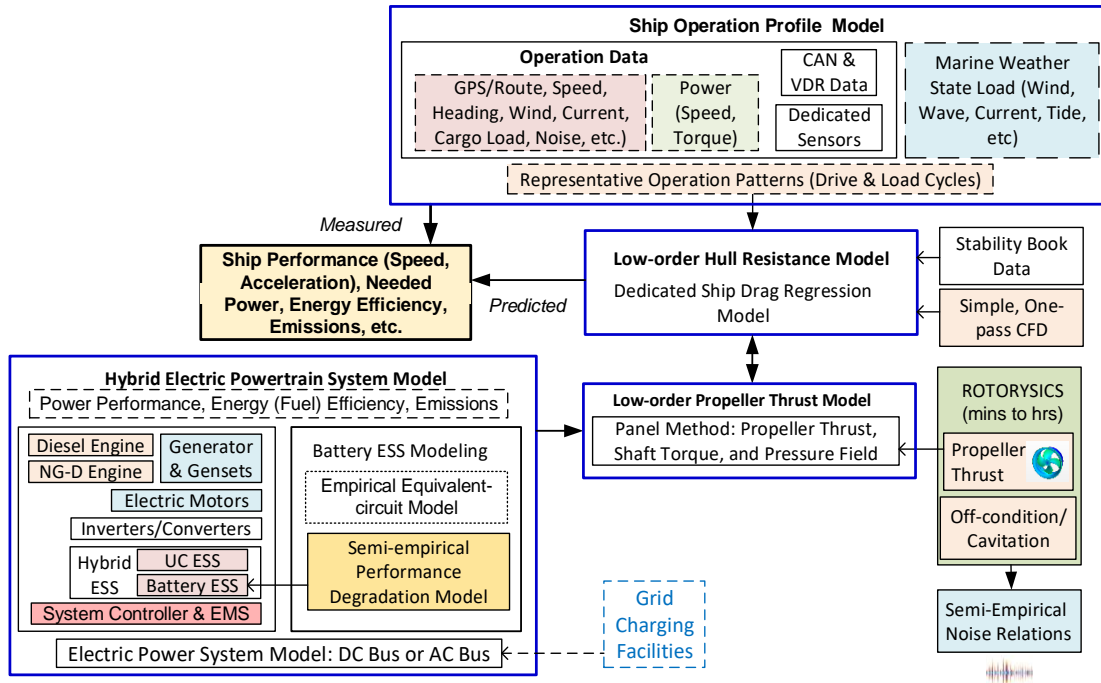 Ship Operation Profile Model
Operation Data
GPS/Route, Speed,
Heading, Wind, Current,
Cargo Load, Noise, etc.)
Power
(Speed,
Torque)
CAN &
VDR Data
Dedicated
Sensors
Marine Weather
State Load (Wind,
Wave, Current, Tide,
etc)
Representative Operation Patterns (Drive & Load Cycles)
Measured
Ship Performance (Speed,
Acceleration), Needed
Power, Energy Efficiency,
Emissions, etc.
Predicted
Low-order Hull Resistance Model
Dedicated Ship Drag Regression
Model
Stability Book
Data
Simple, One-
pass CFD
Hybrid Electric Powertrain System Model
Power Performance, Energy (Fuel) Efficiency, Emissions
Diesel Engine
NG-D Engine
Generator
& Gensets
Electric Motors
Inverters/Converters
Hybrid
ESS
UC ESS
Battery ESS
System Controller & EMS
Battery ESS Modeling
Empirical Equivalent-
circuit Model
Semi-empirical
Performance
Degradation Model
Electric Power System Model: DC Bus or AC Bus
Grid
Charging
Facilities
Low-order Propeller Thrust Model
Panel Method: Propeller Thrust,
Shaft Torque, and Pressure Field
ROTORYSICS
(mins to hrs)
Propeller
Thrust
Off-condition/
Cavitation
Semi-Empirical
Noise Relations